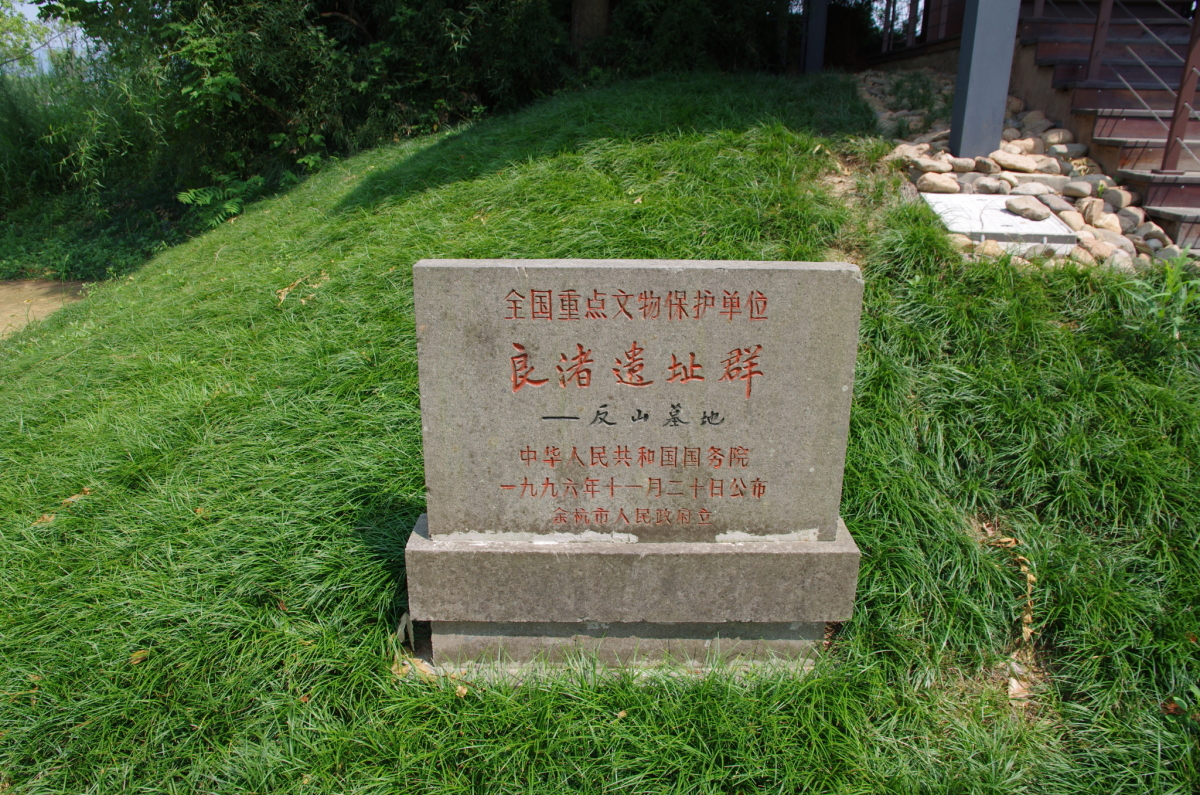 全国重点文物保护单位
良渚遗址群
——反山墓地
中华人民共和国国务院
一九九六年十一月二十日公布
余杭市人民政府立